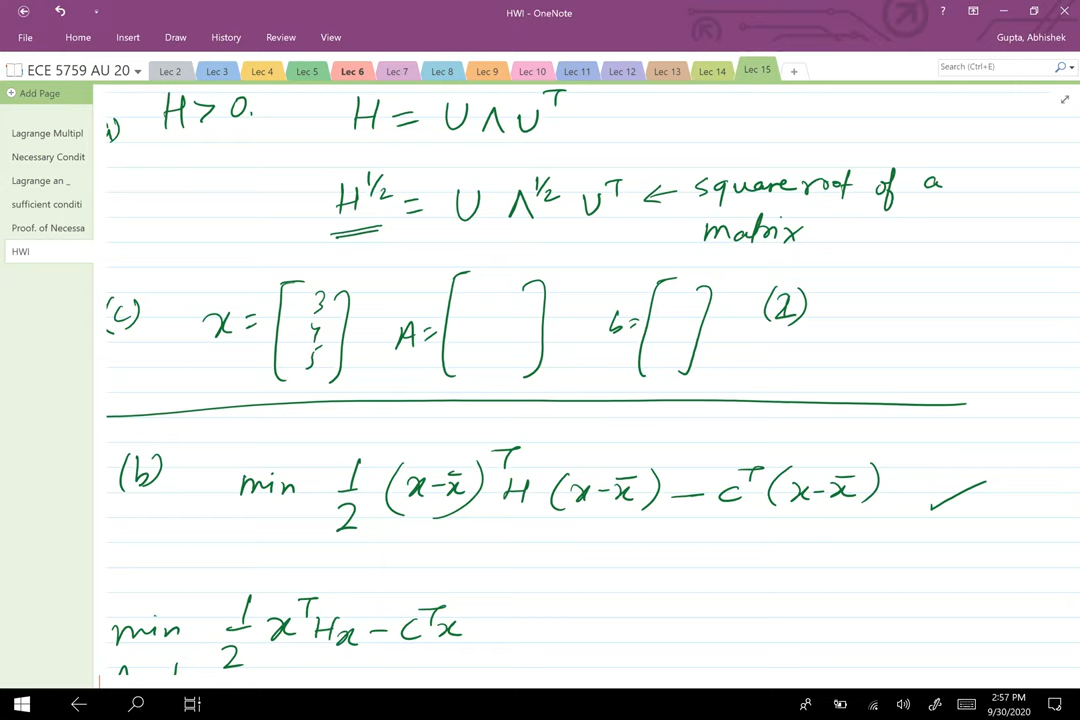 HWI - OneNote
Gupta, Abhishek
File Home Insert Draw History Review View
ECE 5759 AU 20
Lec 2 Lec 3 Lec 4 Lec 5 Lec 6 Lec 7 Lec 8 Lec 9 Lec 10 Lec 11 Lec 12 Lec 13 Lec 14 Lec 15
Search (Ctrl+E)
Add Page
Lagrange Multipl
Necessary Condit
Lagrange an _
sufficient conditi
Proof. of Necessa
HWI
i) H > 0. H = U Λ U^T
H^{1/2} = U Λ^{1/2} U^T ← square root of a
matrix
(c) x = [3 4 5] A = [ ] b = [ ] (1)
(b) min 1/2 (x-x̄)^T H (x-x̄) - c^T (x-x̄) ✓
min 1/2 x^T H x - c^T x
2:57 PM
9/30/2020